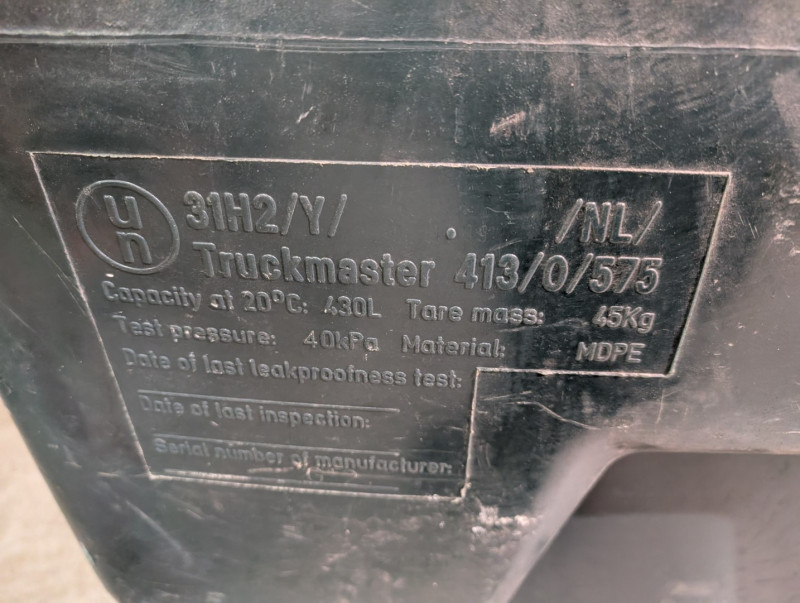 un 31H2/Y/ . /NL/
Truckmaster 413/0/575
Capacity at 20°C: 430L Tare mass: 45Kg
Test pressure: 40kPa Material: MDPE
Date of last leakproofness test:
Date of last inspection:
Serial number of manufacturer: